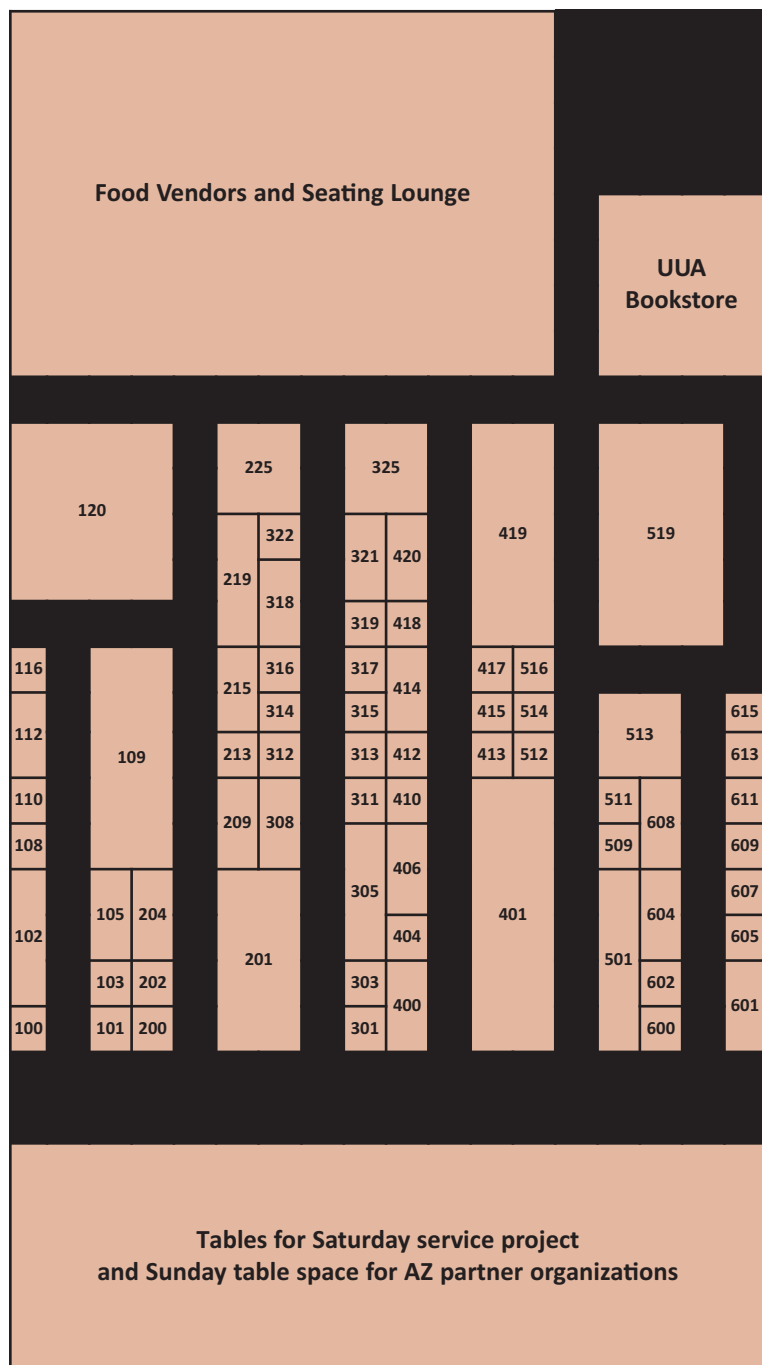 Food Vendors and Seating Lounge
UUA
Bookstore
225 325
120 419 519
322
321 420
219
318
319 418
116 316 317 417 516
215 414
314 315 415 514 615
112 513
109 213 312 313 412 413 512 613
110 311 410 511 611
209 308 608
108 509 609
406
305
105 204 607
401
102 404 605
201 501 604
103 202 303 602
400 601
100 101 200 301 600
Tables for Saturday service project
and Sunday table space for AZ partner organizations